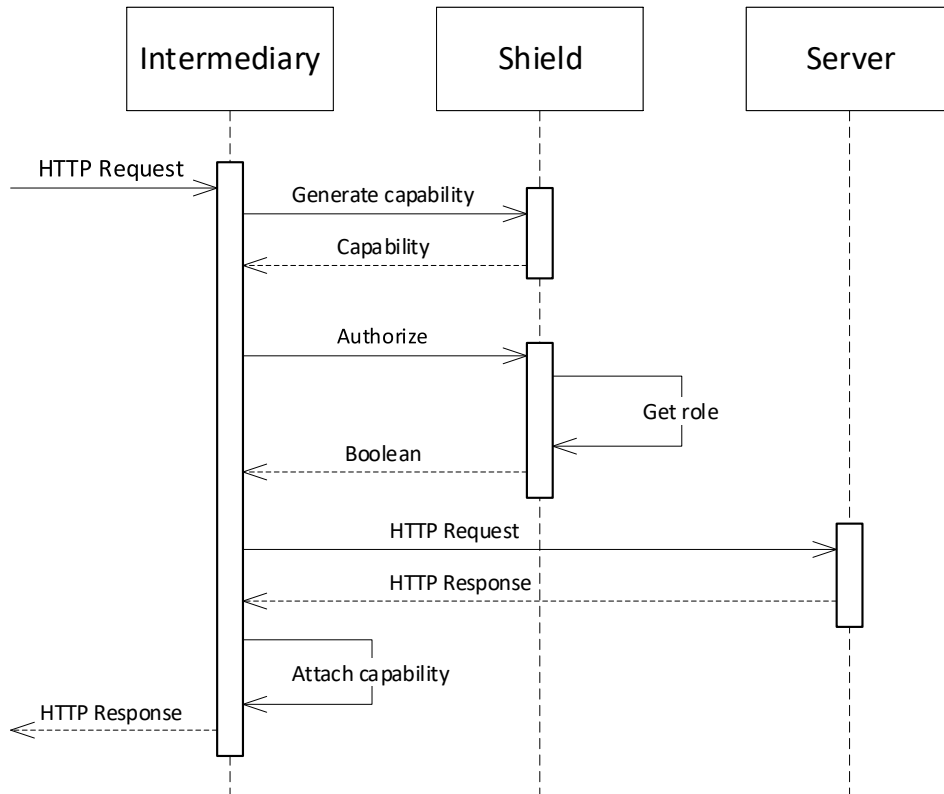 Intermediary
Shield
Server
HTTP Request
Generate capability
Capability
Authorize
Get role
Boolean
HTTP Request
HTTP Response
Attach capability
HTTP Response